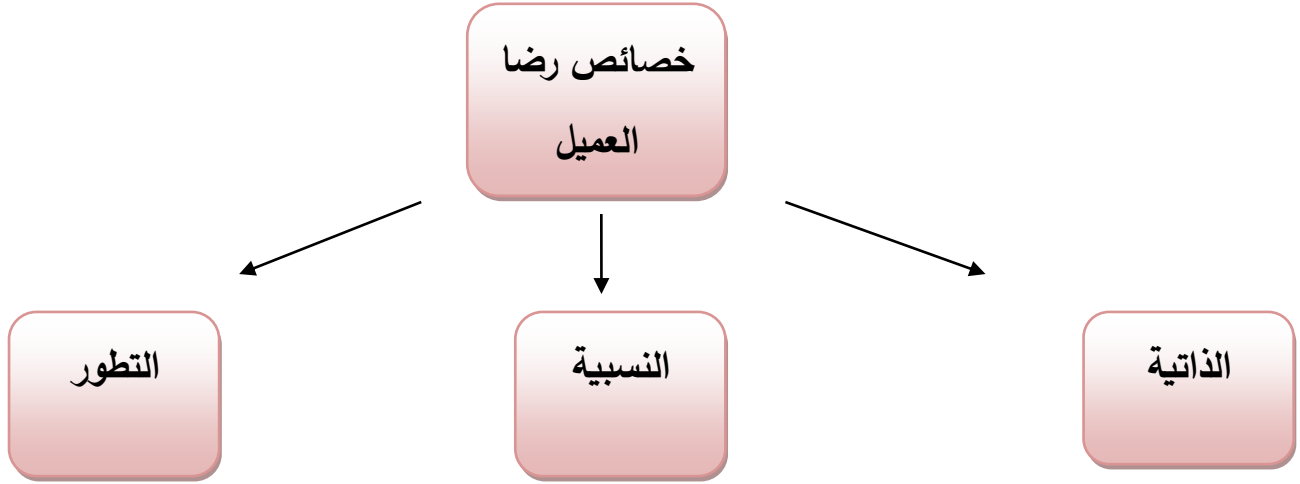 خصائص رضا
العميل
الذاتية
النسبية
التطور